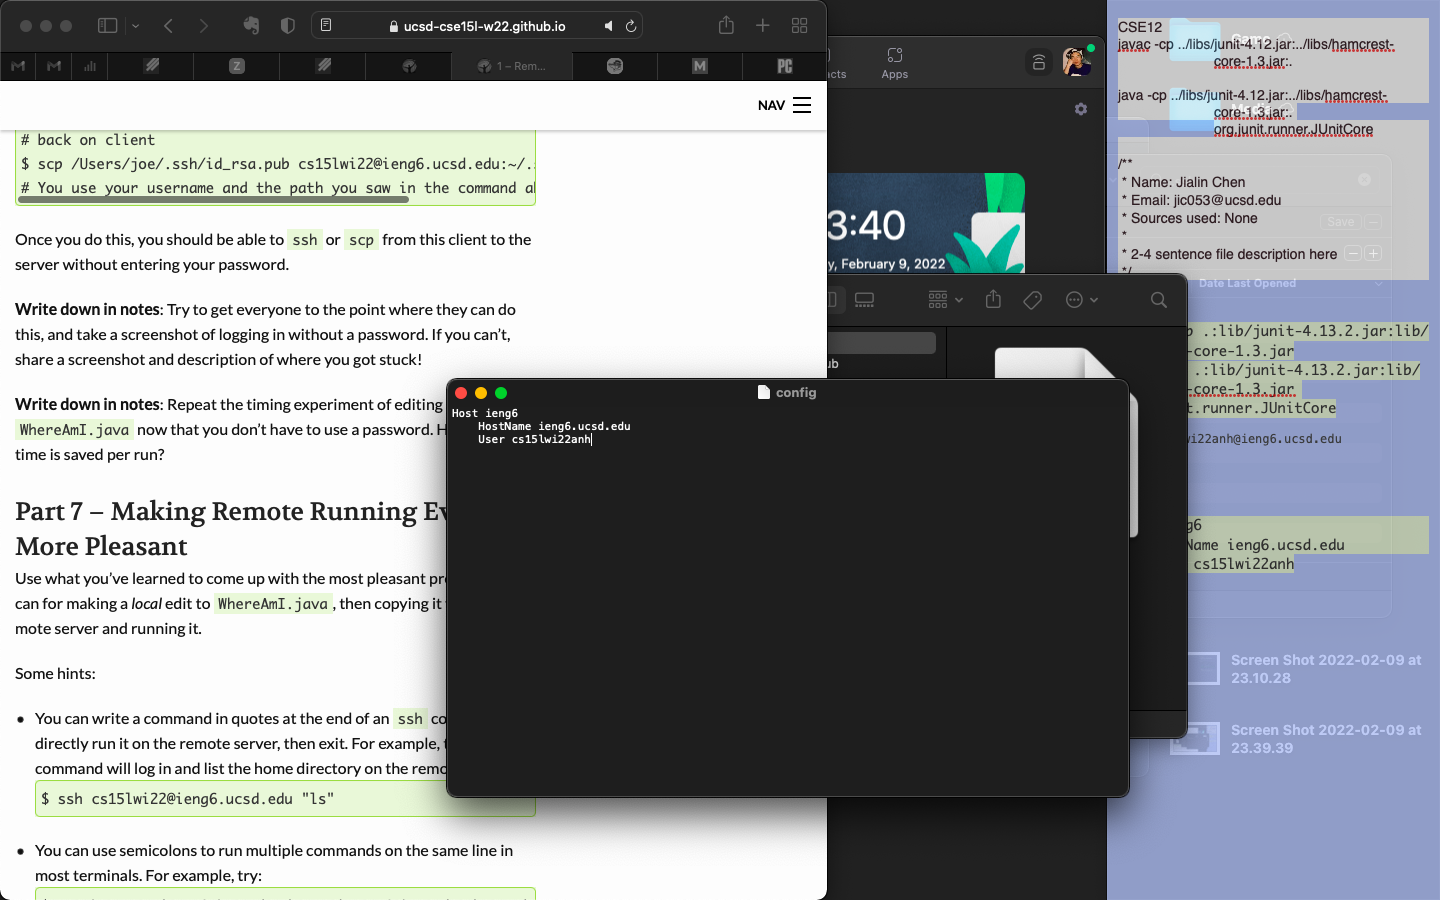 ucsd-cse15l-w22.github.io
1 – Rem...
NAV
# back on client
$ scp /Users/joe/.ssh/id_rsa.pub cs15lwi22@ieng6.ucsd.edu:~/.
# You use your username and the path you saw in the command a
Once you do this, you should be able to ssh or scp from this client to the
server without entering your password.
Write down in notes: Try to get everyone to the point where they can do
this, and take a screenshot of logging in without a password. If you can’t,
share a screenshot and description of where you got stuck!
Write down in notes: Repeat the timing experiment of editing
WhereAmI.java now that you don’t have to use a password. H
time is saved per run?
Part 7 – Making Remote Running Ev
More Pleasant
Use what you’ve learned to come up with the most pleasant pr
can for making a local edit to WhereAmI.java, then copying it
mote server and running it.
Some hints:
You can write a command in quotes at the end of an ssh co
directly run it on the remote server, then exit. For example, t
command will log in and list the home directory on the remo
$ ssh cs15lwi22@ieng6.ucsd.edu "ls"
You can use semicolons to run multiple commands on the same line in
most terminals. For example, try:
acts
Apps
3:40
y, February 9, 2022
ub
config
Host ieng6
HostName ieng6.ucsd.edu
User cs15lwi22anh
CSE12
javac -cp ../libs/junit-4.12.jar:../libs/hamcrest-
core-1.3.jar:.
java -cp ../libs/junit-4.12.jar:../libs/hamcrest-
core-1.3.jar:.
org.junit.runner.JUnitCore
/**
* Name: Jialin Chen
* Email: jic053@ucsd.edu
* Sources used: None
*
* 2-4 sentence file description here
*/
Save
Date Last Opened
p .:lib/junit-4.13.2.jar:lib/
-core-1.3.jar
.:lib/junit-4.13.2.jar:lib/
-core-1.3.jar
t.runner.JUnitCore
wi22anh@ieng6.ucsd.edu
g6
Name ieng6.ucsd.edu
cs15lwi22anh
Screen Shot 2022-02-09 at
23.10.28
Screen Shot 2022-02-09 at
23.39.39